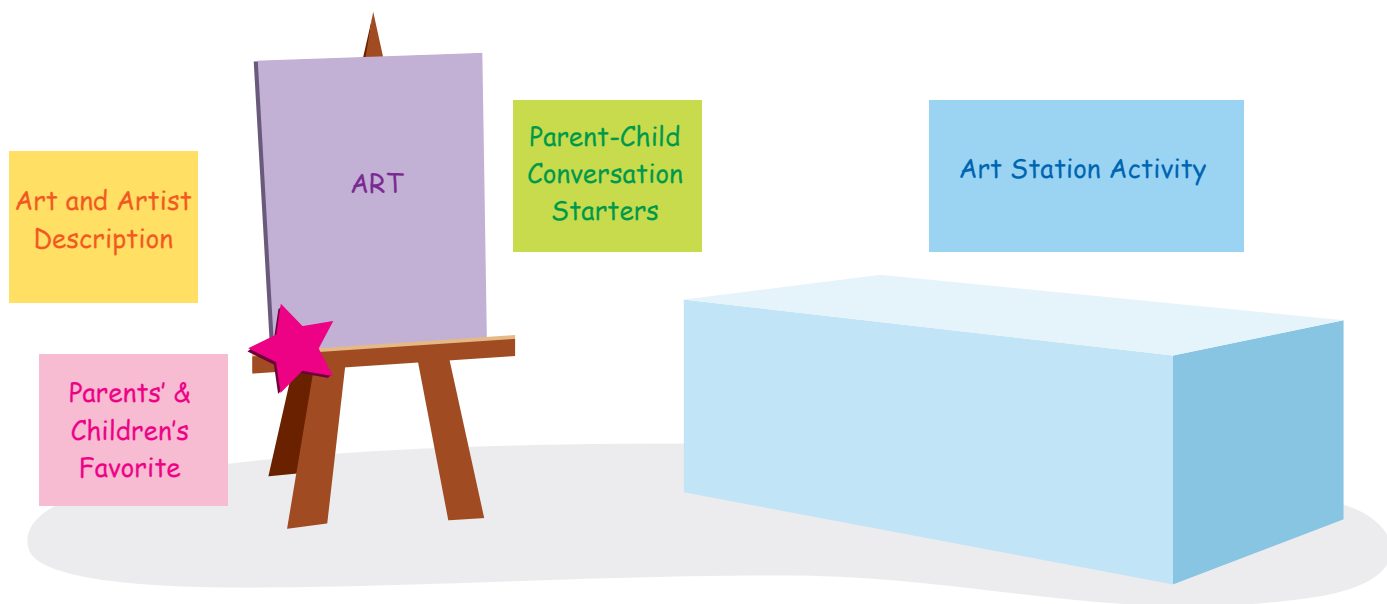 Art and Artist
Description
ART
Parent-Child
Conversation
Starters
Art Station Activity
Parents’ &
Children’s
Favorite